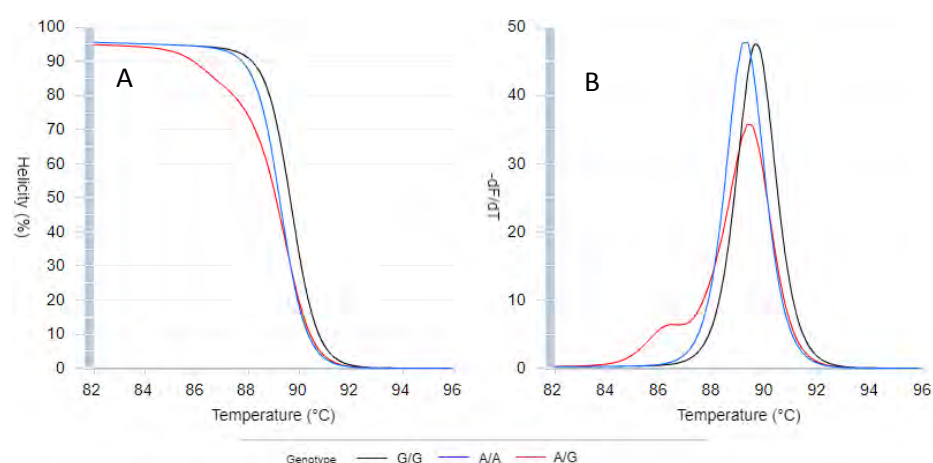 A
Helicity (%)
100
90
80
70
60
50
40
30
20
10
0
82 84 86 88 90 92 94 96
Temperature (°C)
B
-dF/dT
50
40
30
20
10
0
82 84 86 88 90 92 94 96
Temperature (°C)
Genotype G/G A/A A/G